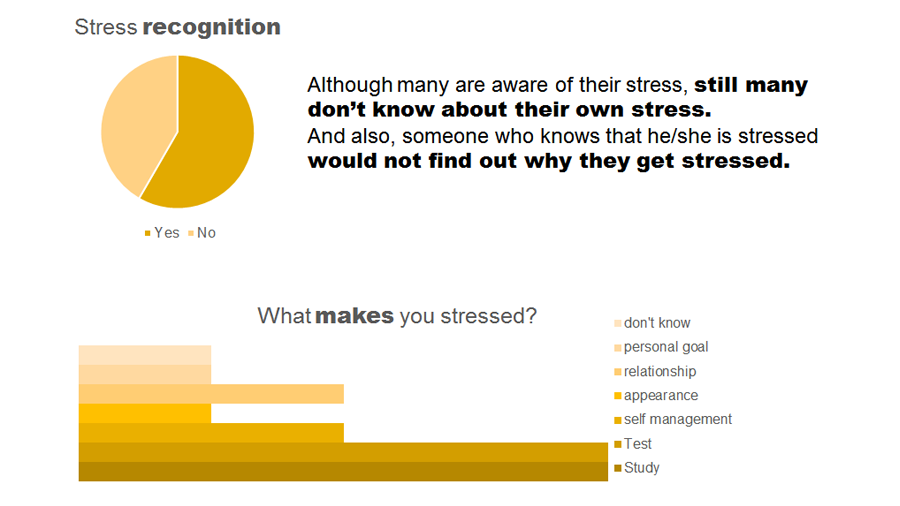 Stress recognition
Although many are aware of their stress, still many
don’t know about their own stress.
And also, someone who knows that he/she is stressed
would not find out why they get stressed.
Yes No
What makes you stressed?
don't know
personal goal
relationship
appearance
self management
Test
Study